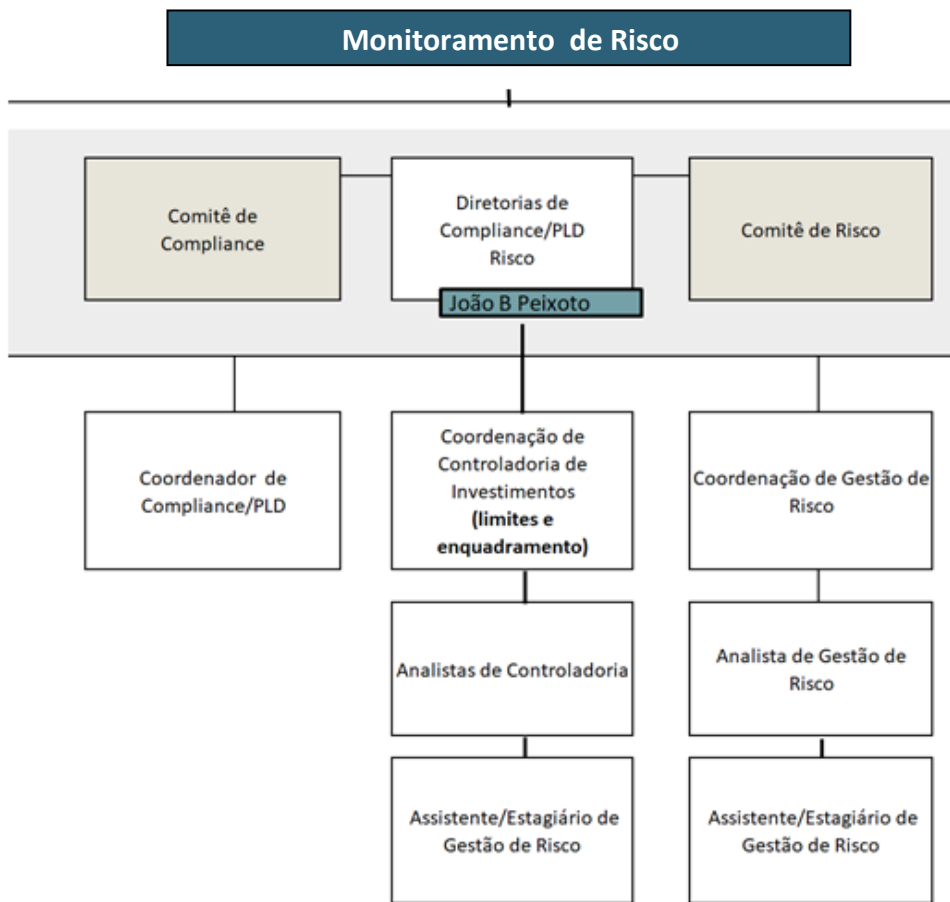 Monitoramento de Risco
Comitê de
Compliance
Diretorias de
Compliance/PLD
Risco
João B Peixoto
Comitê de Risco
Coordenador de
Compliance/PLD
Coordenação de
Controladoria de
Investimentos
(limites e
enquadramento)
Coordenação de Gestão de
Risco
Analistas de Controladoria
Analista de Gestão de
Risco
Assistente/Estagiário de
Gestão de Risco
Assistente/Estagiário de
Gestão de Risco